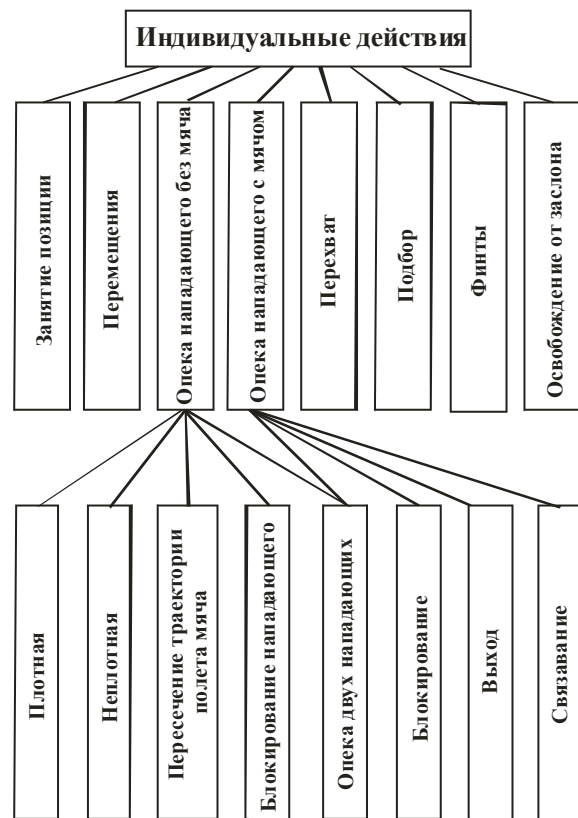 Индивидуальные действия
Занятие позиции
Перемещения
Опека нападающего без мяча
Опека нападающего с мячом
Перехват
Подбор
Финты
Освобождение от заслона
Плотная
Неплотная
Пересечение траектории
полета мяча
Блокирование нападающего
Опека двух нападающих
Блокирование
Выход
Связавание